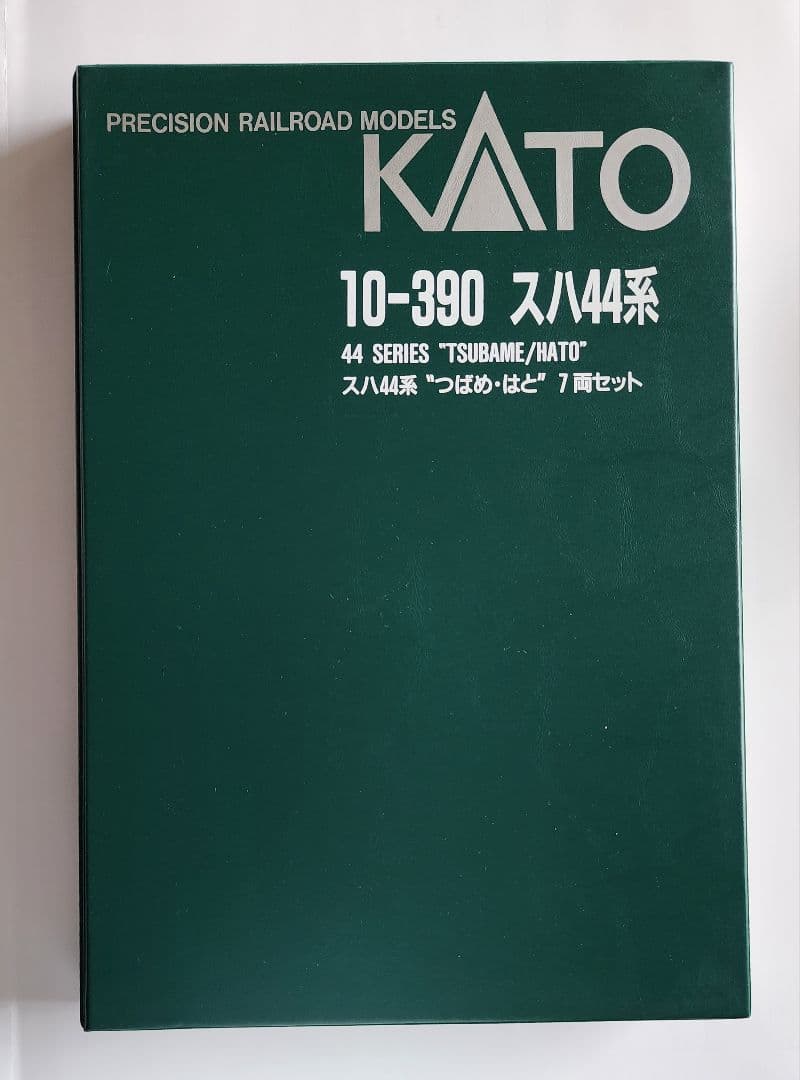 PRECISION RAILROAD MODELS
KATO
10-390 スハ44系
44 SERIES "TSUBAME/HATO"
スハ44系 〝つばめ・はと〞 7両セット